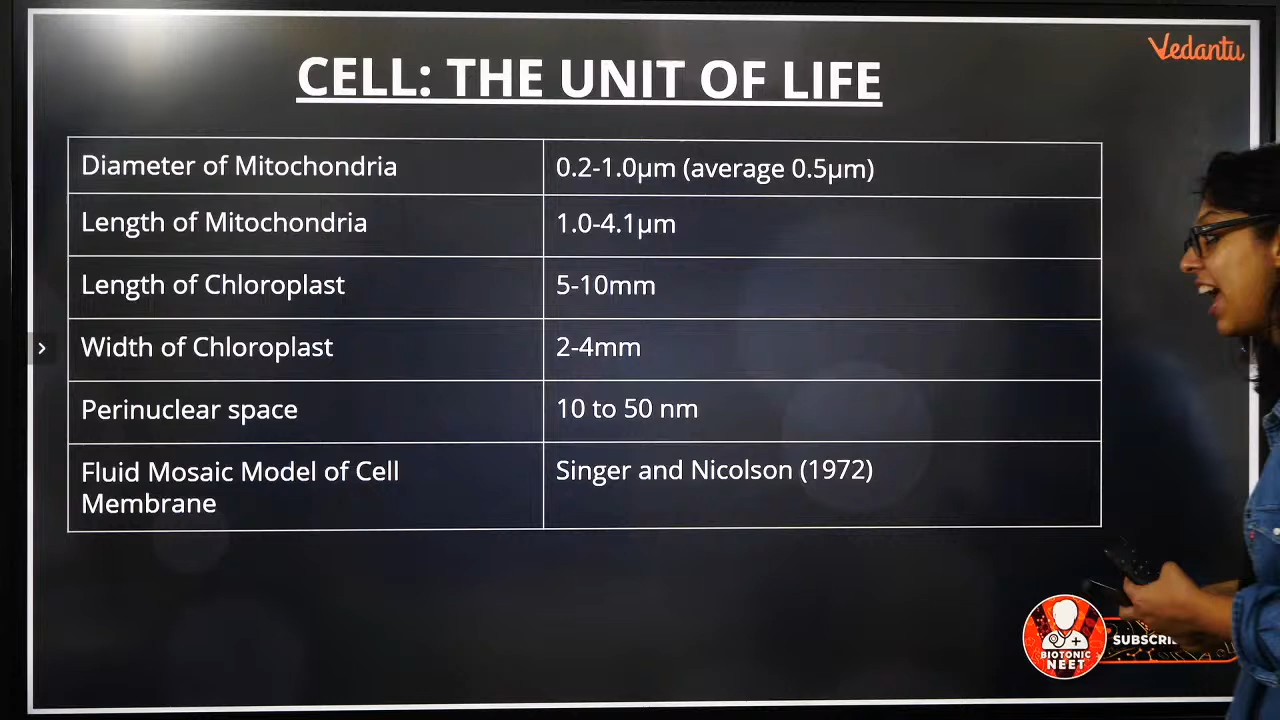 Vedantu
CELL: THE UNIT OF LIFE
Diameter of Mitochondria
0.2-1.0µm (average 0.5µm)
Length of Mitochondria
1.0-4.1µm
Length of Chloroplast
5-10mm
Width of Chloroplast
2-4mm
Perinuclear space
10 to 50 nm
Fluid Mosaic Model of Cell
Membrane
Singer and Nicolson (1972)
BIOTONIC
NEET
SUBSCRI